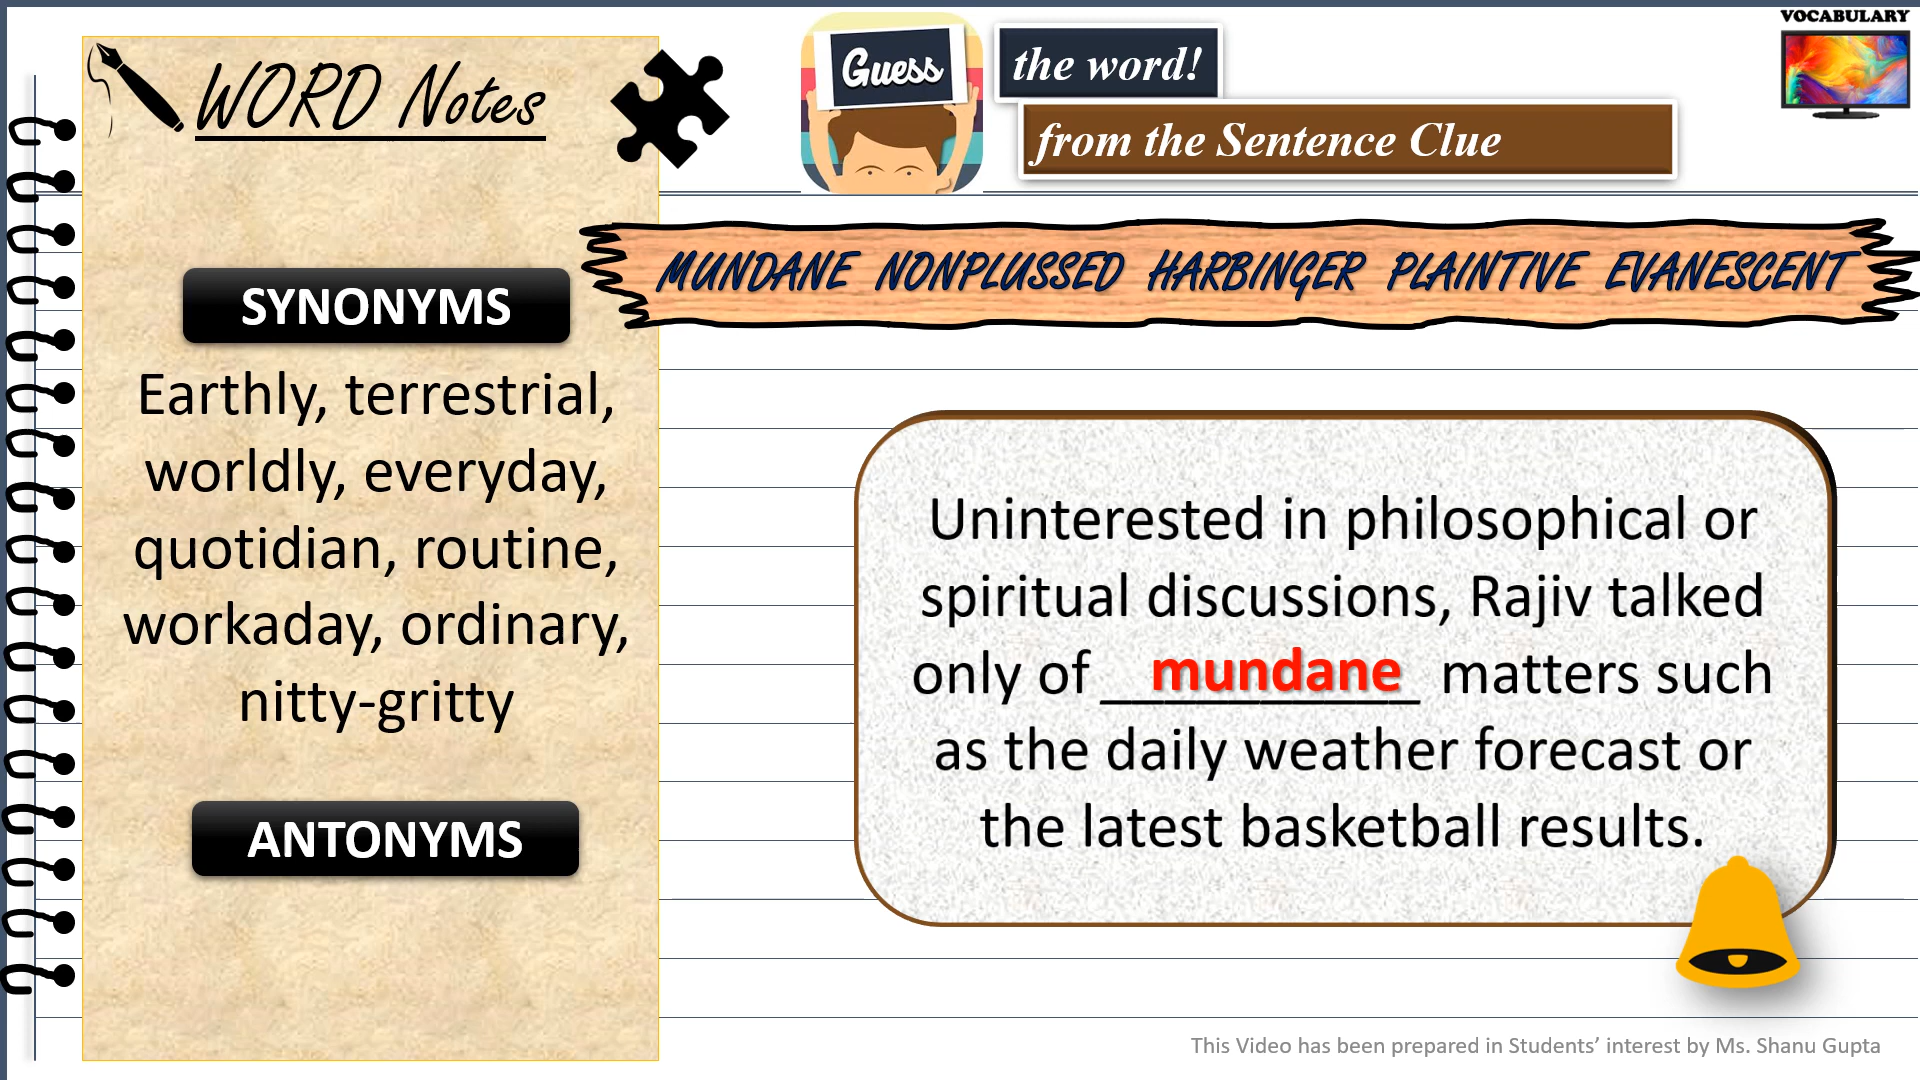 WORD Notes
SYNONYMS
Earthly, terrestrial,
worldly, everyday,
quotidian, routine,
workaday, ordinary,
nitty-gritty
ANTONYMS
Guess
the word!
from the Sentence Clue
VOCABULARY
MUNDANE NONPLUSSED HARBINGER PLAINTIVE EVANESCENT
Uninterested in philosophical or
spiritual discussions, Rajiv talked
only of mundane matters such
as the daily weather forecast or
the latest basketball results.
This Video has been prepared in Students’ interest by Ms. Shanu Gupta